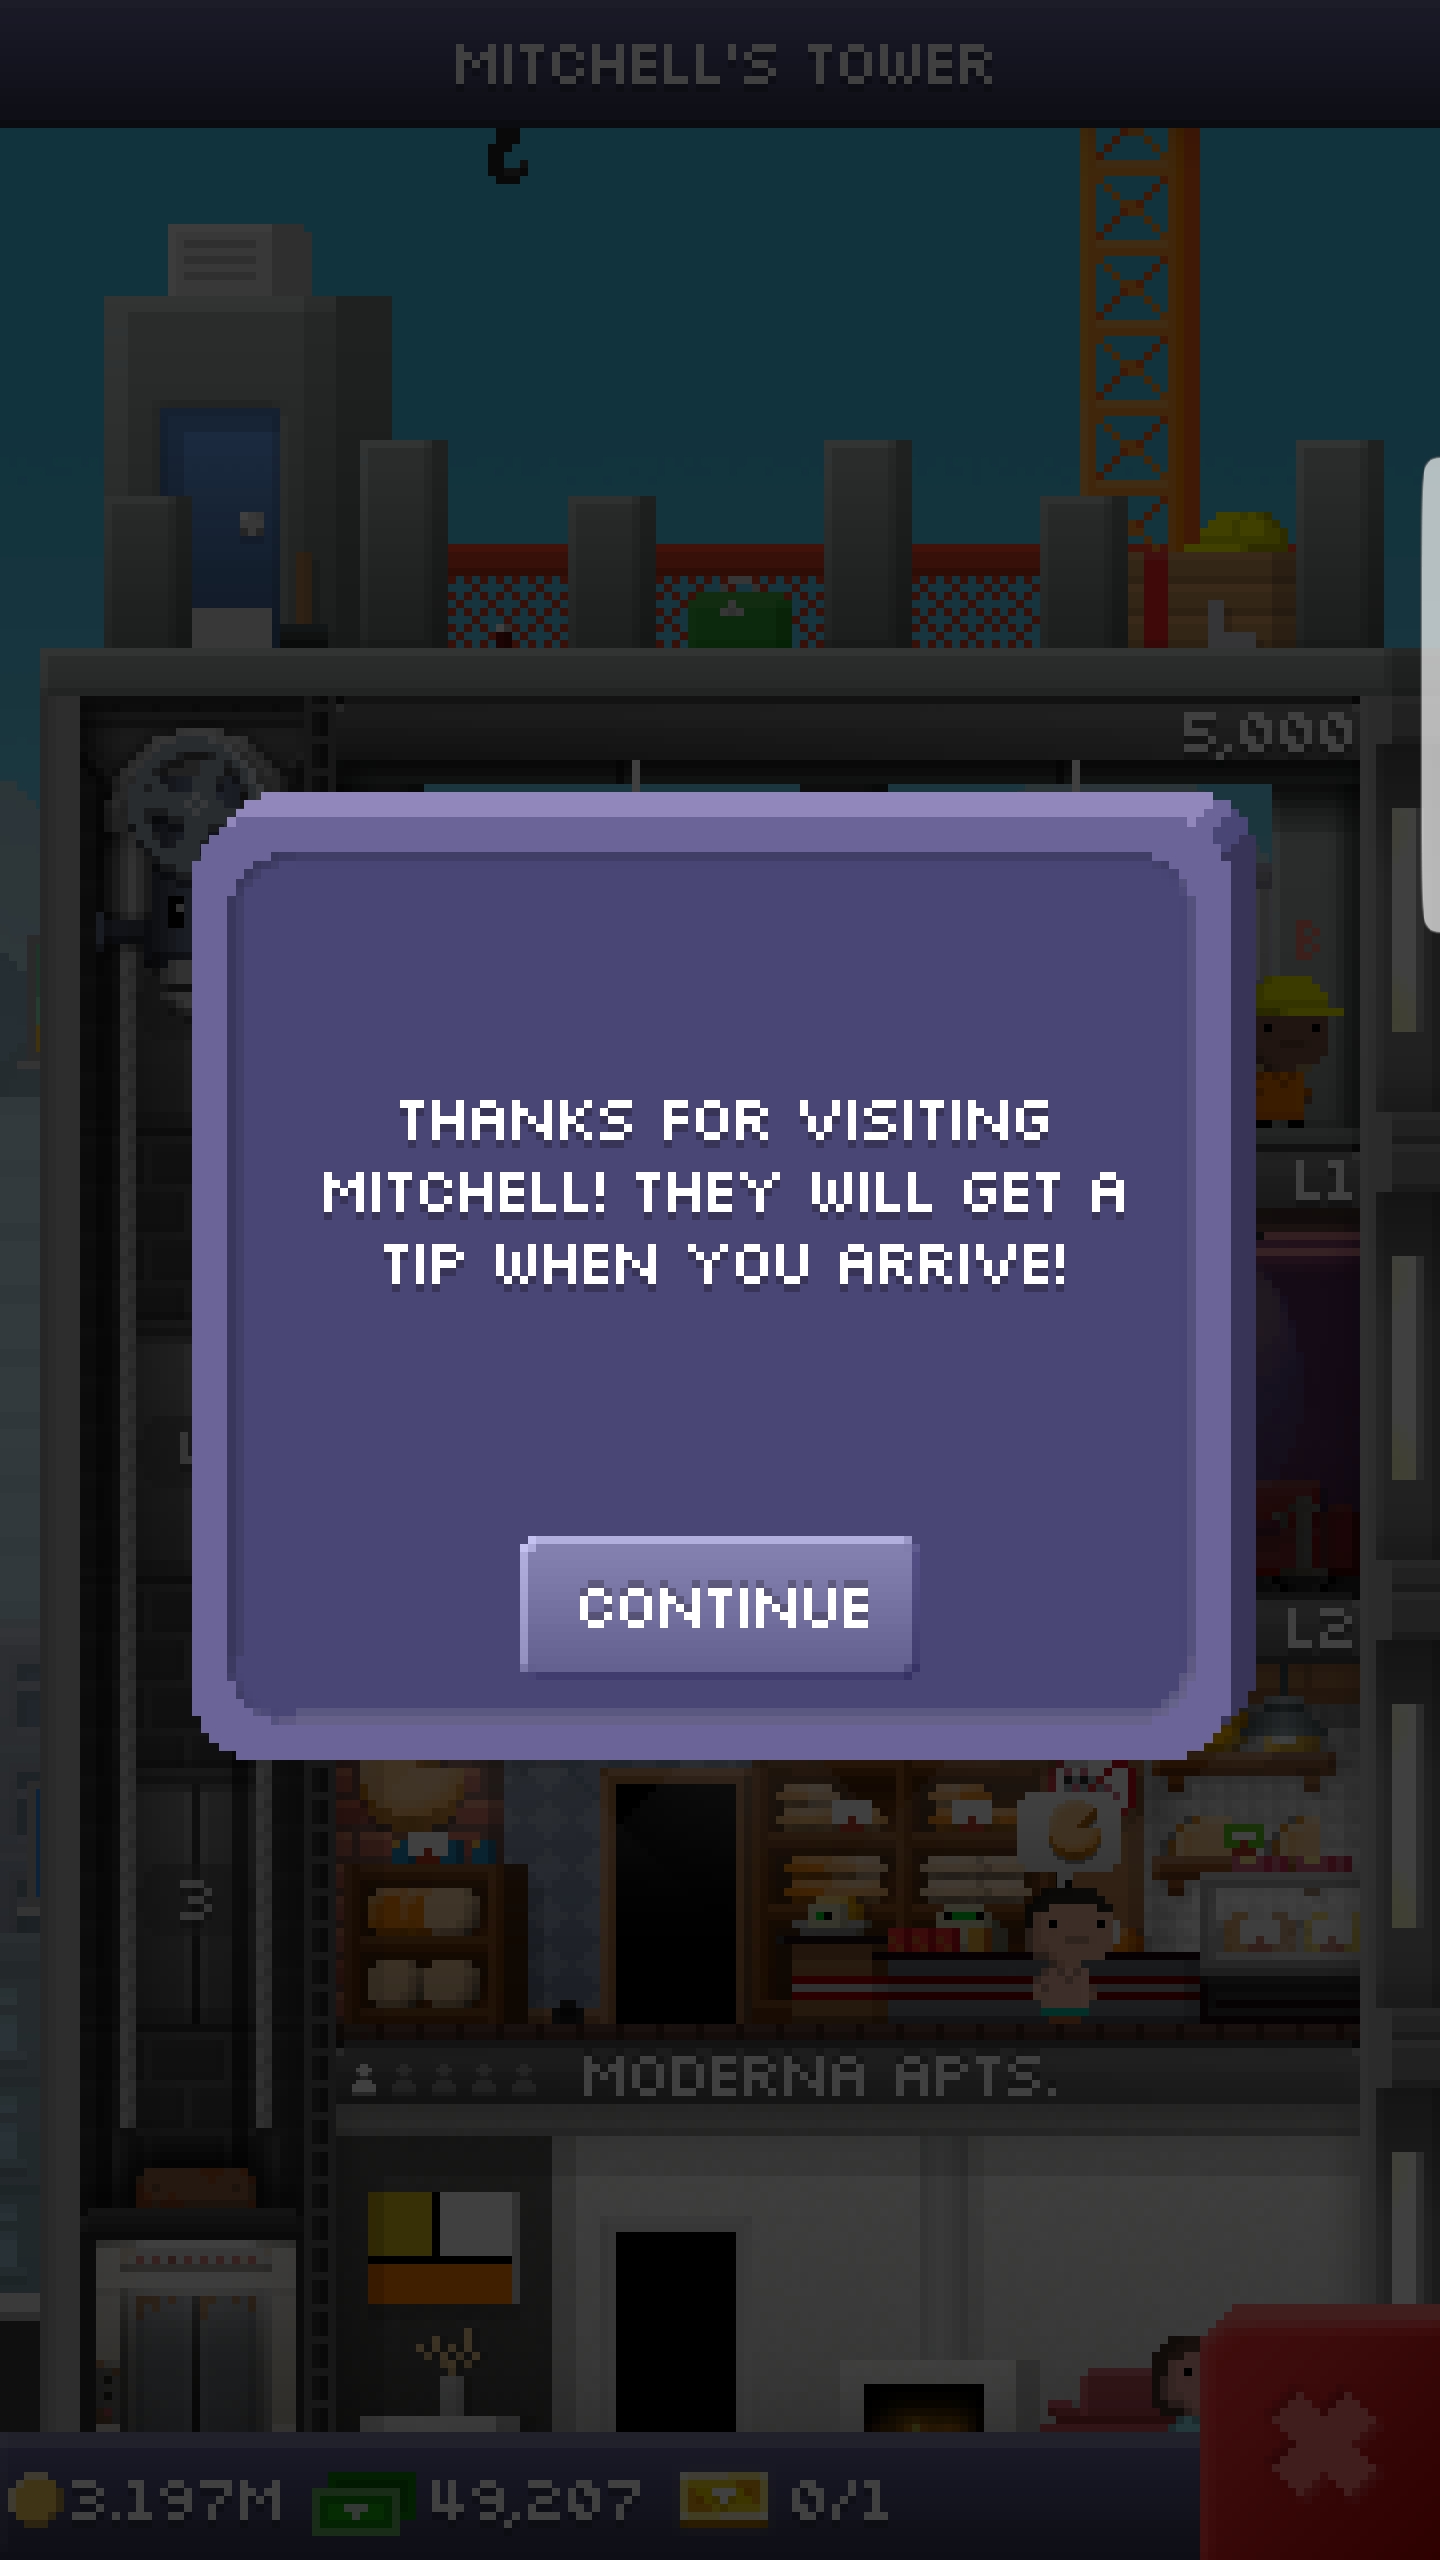 MITCHELL'S TOWER
5,000
B
L1
THANKS FOR VISITING
MITCHELL! THEY WILL GET A
TIP WHEN YOU ARRIVE!
CONTINUE
L2
3
MODERNA APTS.
3.197M 49,207 0/1